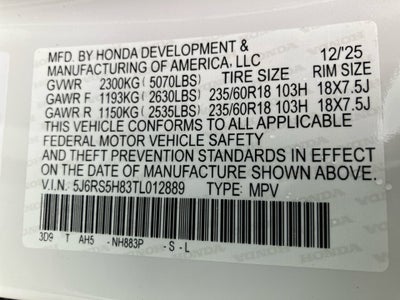 MFD. BY HONDA DEVELOPMENT &
MANUFACTURING OF AMERICA, LLC 12/'25
GVWR 2300KG (5070LBS) TIRE SIZE RIM SIZE
GAWR F 1193KG (2630LBS) 235/60R18 103H 18X7.5J
GAWR R 1150KG (2535LBS) 235/60R18 103H 18X7.5J
THIS VEHICLE CONFORMS TO ALL APPLICABLE
FEDERAL MOTOR VEHICLE SAFETY
AND THEFT PREVENTION STANDARDS IN EFFECT ON
THE DATE OF MANUFACTURE SHOWN ABOVE.
V.I.N. 5J6RS5H83TL012889 TYPE: MPV
3D9 T AH5 -NH883P -S-L